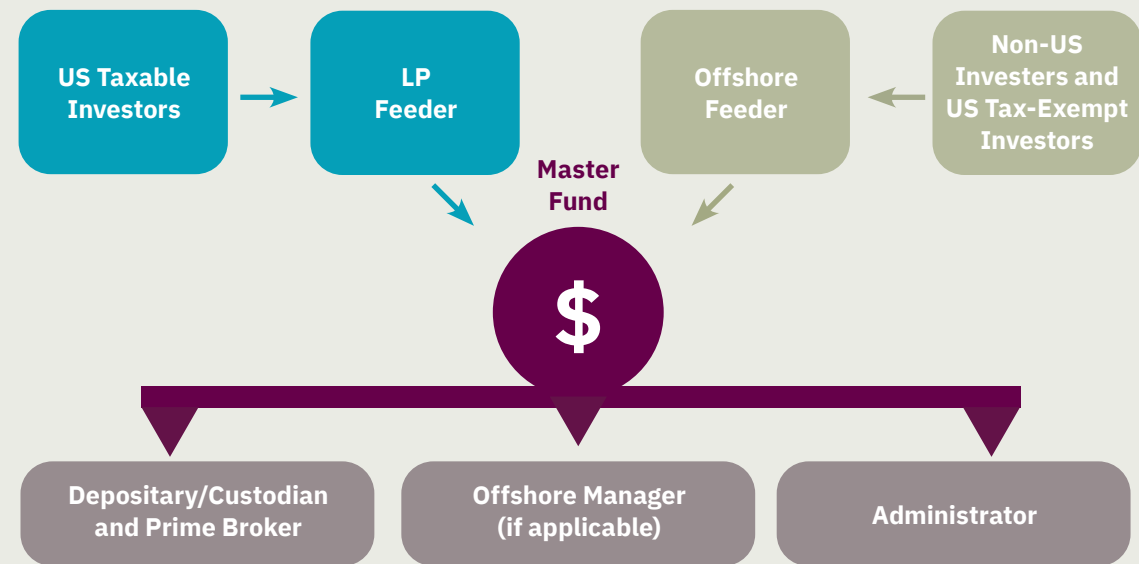 US Taxable
Investors
LP
Feeder
Offshore
Feeder
Non-US
Investers and
US Tax-Exempt
Investors
Master
Fund
$
Depositary/Custodian
and Prime Broker
Offshore Manager
(if applicable)
Administrator